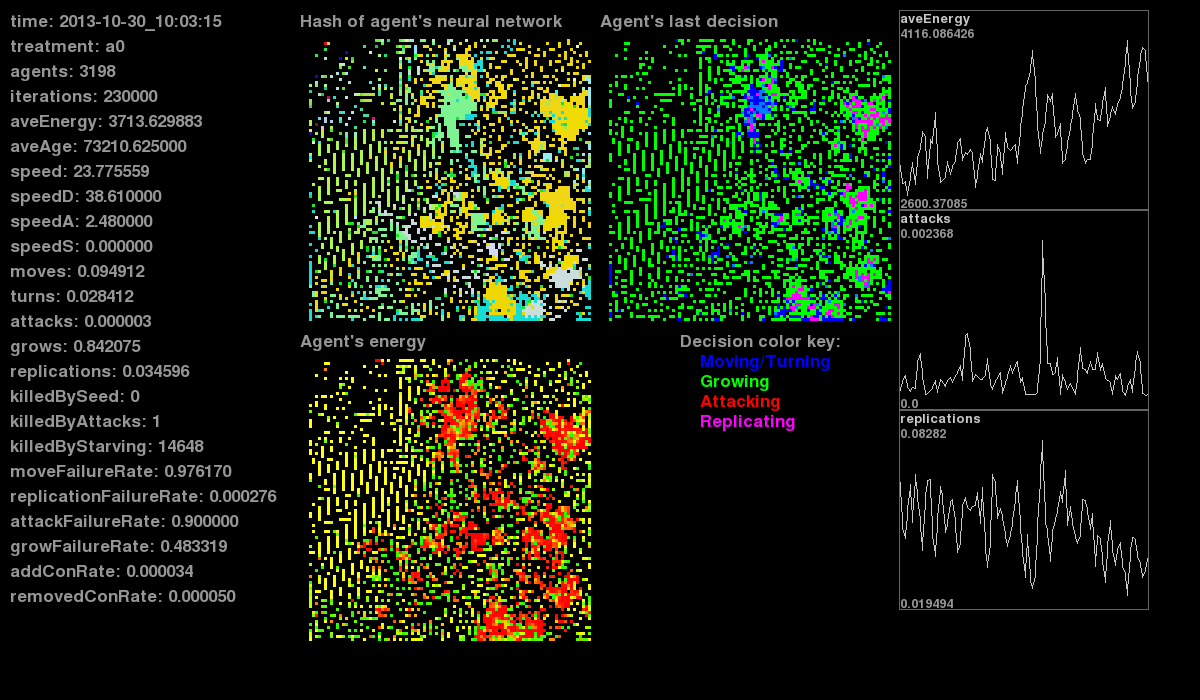 time: 2013-10-30_10:03:15
treatment: a0
agents: 3198
iterations: 230000
aveEnergy: 3713.629883
aveAge: 73210.625000
speed: 23.775559
speedD: 38.610000
speedA: 2.480000
speedS: 0.000000
moves: 0.094912
turns: 0.028412
attacks: 0.000003
grows: 0.842075
replications: 0.034596
killedBySeed: 0
killedByAttacks: 1
killedByStarving: 14648
moveFailureRate: 0.976170
replicationFailureRate: 0.000276
attackFailureRate: 0.900000
growFailureRate: 0.483319
addConRate: 0.000034
removedConRate: 0.000050
Hash of agent's neural network
Agent's last decision
Agent's energy
Decision color key:
Moving/Turning
Growing
Attacking
Replicating
aveEnergy
4116.086426
2600.37085
attacks
0.002368
0.0
replications
0.08282
0.019494